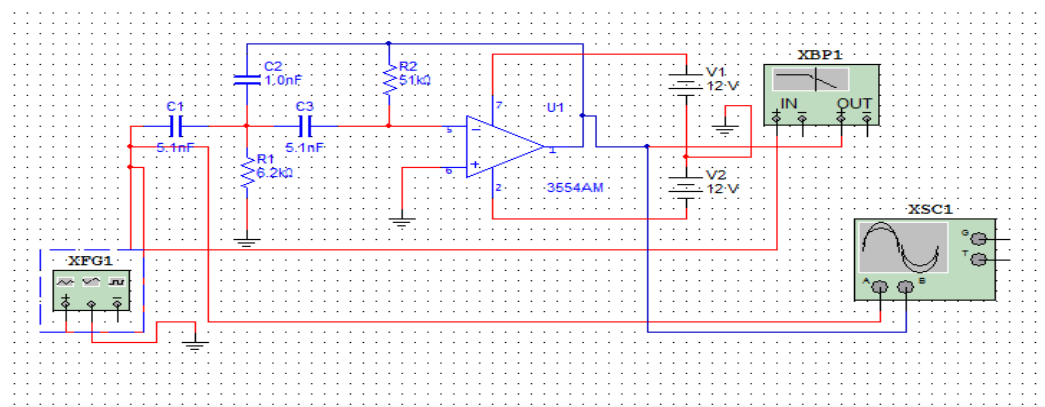 XBP1
IN OUT
C2
1.0nF
R2
51kΩ
V1
12 V
C1
5.1nF
C3
5.1nF
U1
7
5
6
1
2
3554AM
R1
6.2kΩ
V2
12 V
XSC1
G
T
A
B
XFG1